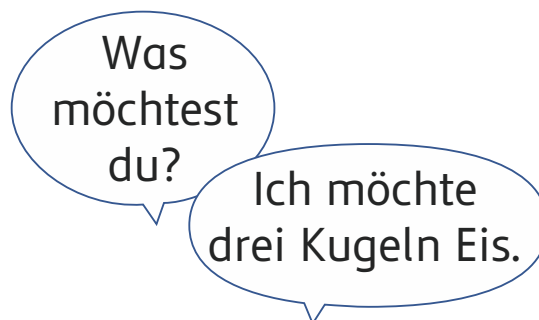 Was
möchtest
du?
Ich möchte
drei Kugeln Eis.